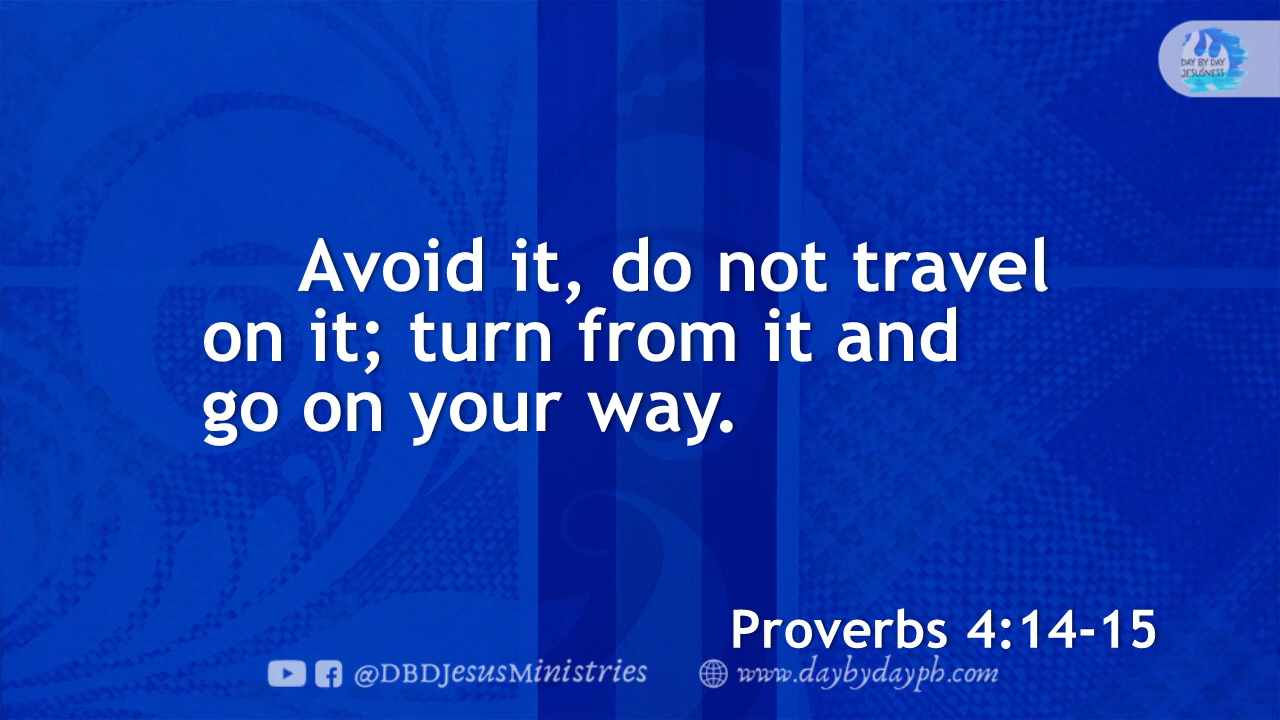 DAY BY DAY
JESUSNESS
Avoid it, do not travel
on it; turn from it and
go on your way.
Proverbs 4:14-15
@DBDJesusMinistries
www.daybydayph.com